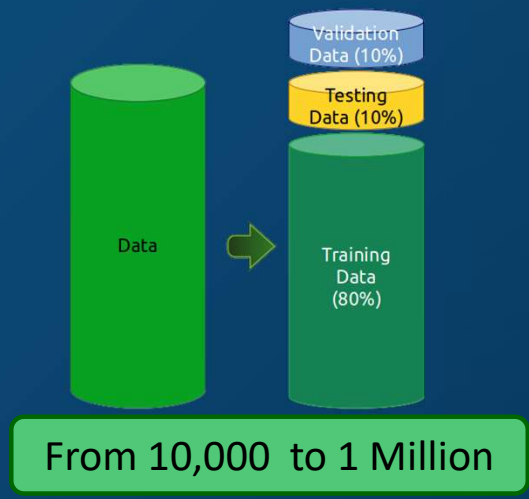 Validation
Data (10%)
Testing
Data (10%)
Data
Training
Data
(80%)
From 10,000 to 1 Million